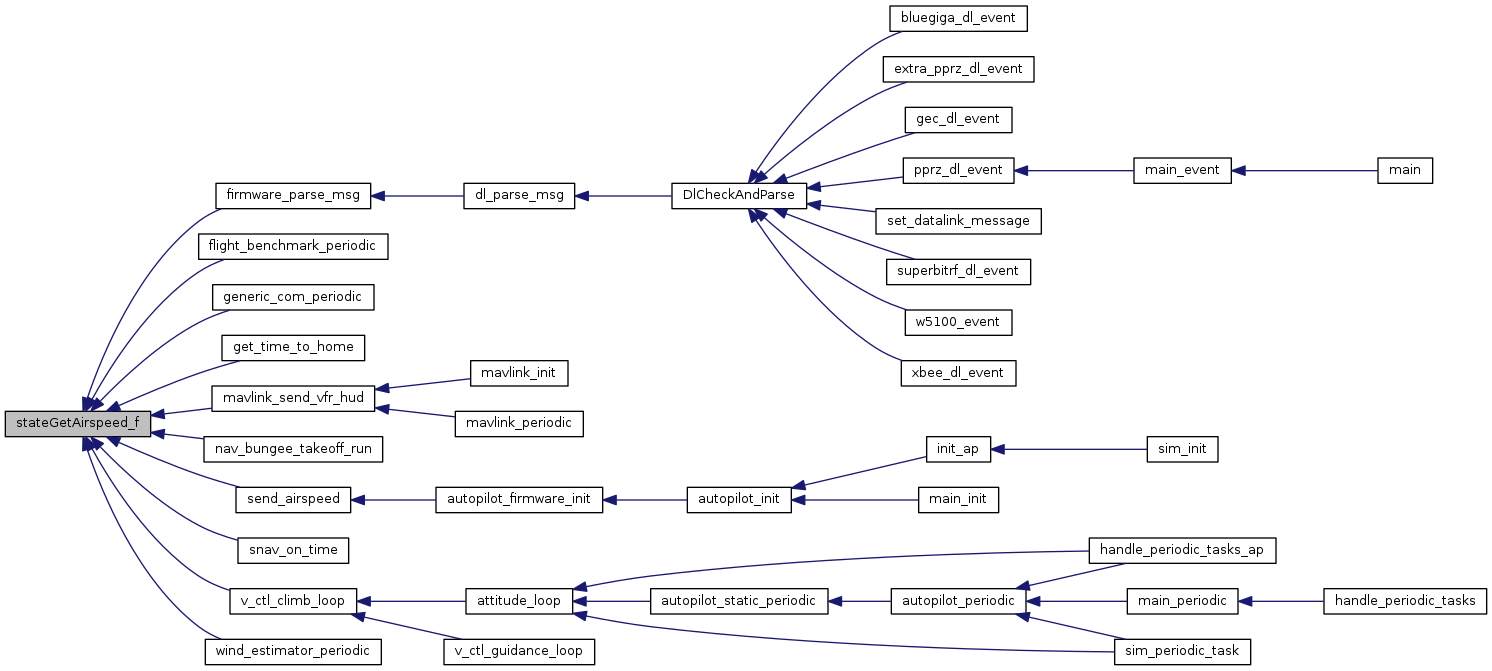 bluegiga_dl_event
extra_pprz_dl_event
gec_dl_event
pprz_dl_event
main_event
main
firmware_parse_msg
dl_parse_msg
DlCheckAndParse
set_datalink_message
flight_benchmark_periodic
superbitrf_dl_event
generic_com_periodic
w5100_event
get_time_to_home
xbee_dl_event
mavlink_init
mavlink_send_vfr_hud
stateGetAirspeed_f
mavlink_periodic
nav_bungee_takeoff_run
init_ap
sim_init
send_airspeed
autopilot_firmware_init
autopilot_init
main_init
snav_on_time
handle_periodic_tasks_ap
v_ctl_climb_loop
attitude_loop
autopilot_static_periodic
autopilot_periodic
main_periodic
handle_periodic_tasks
wind_estimator_periodic
v_ctl_guidance_loop
sim_periodic_task